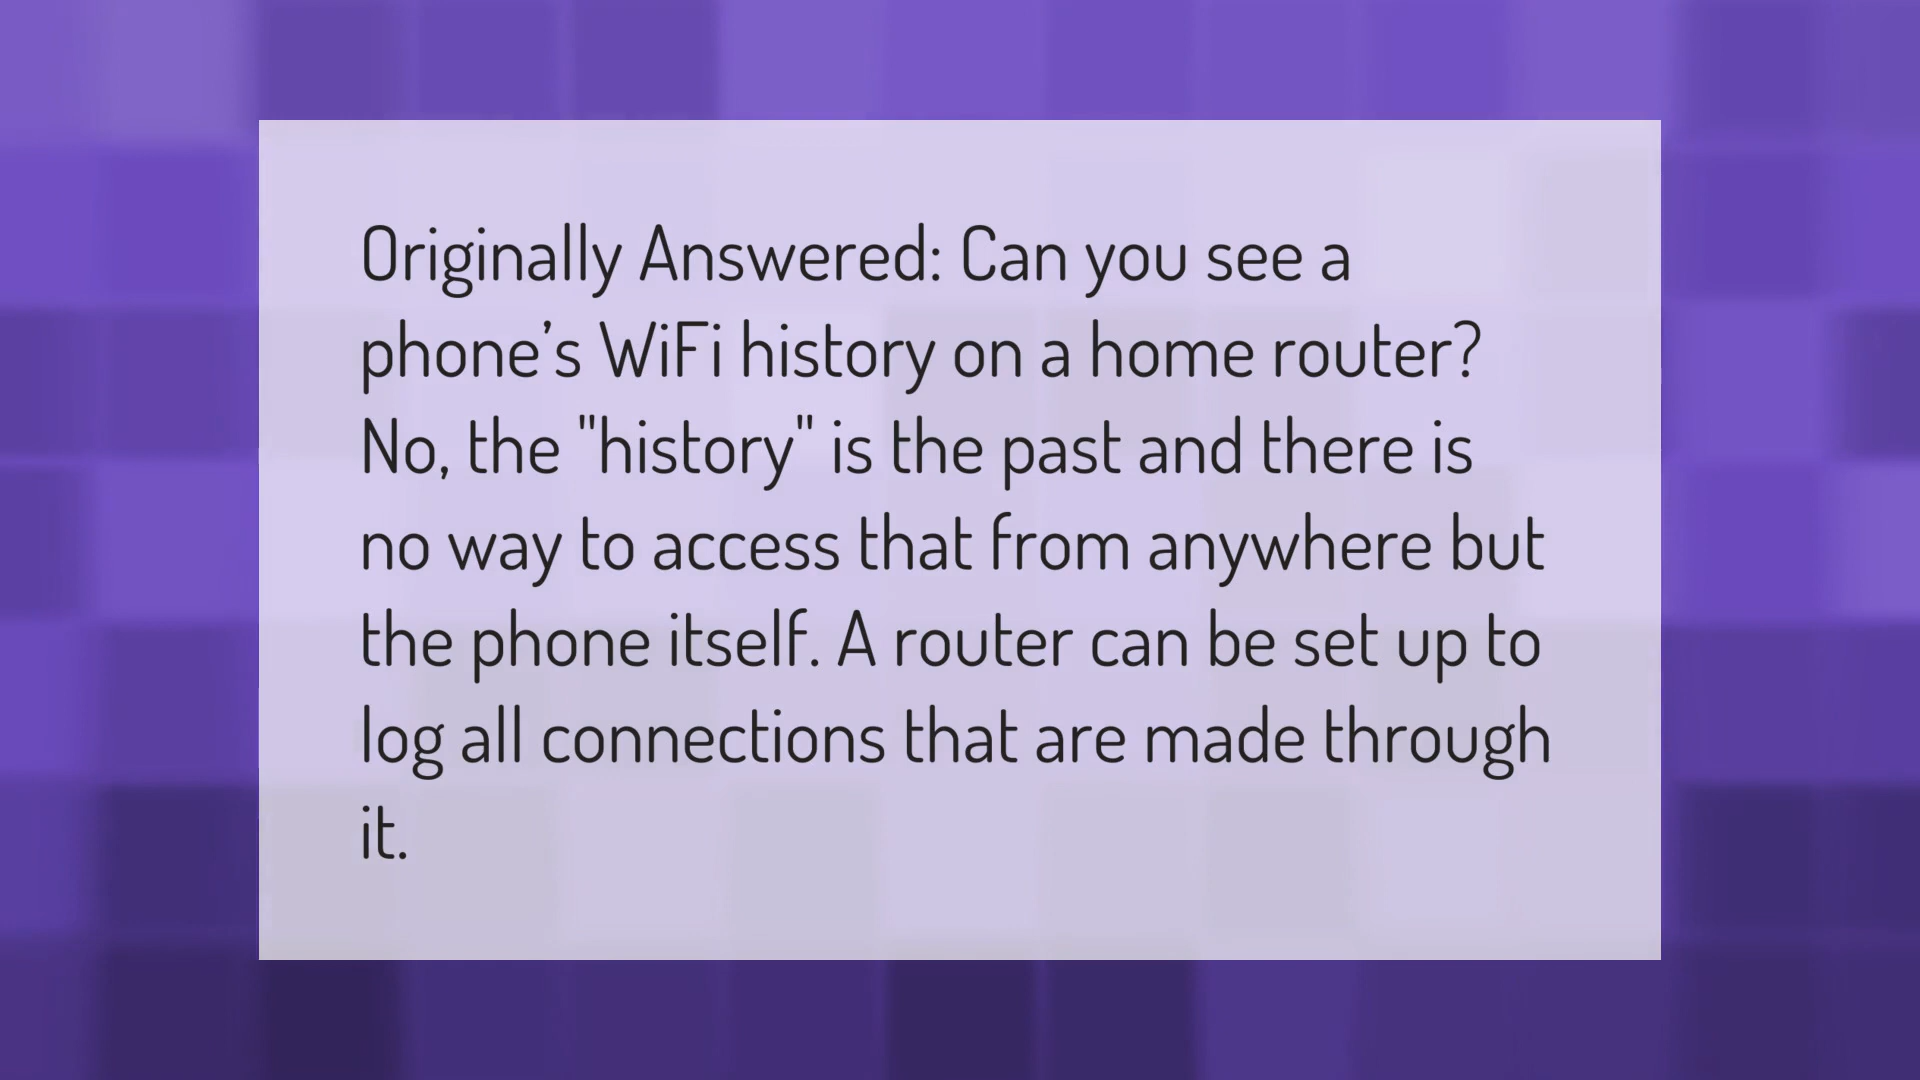 Originally Answered: Can you see a
phone’s WiFi history on a home router?
No, the "history" is the past and there is
no way to access that from anywhere but
the phone itself. A router can be set up to
log all connections that are made through
it.